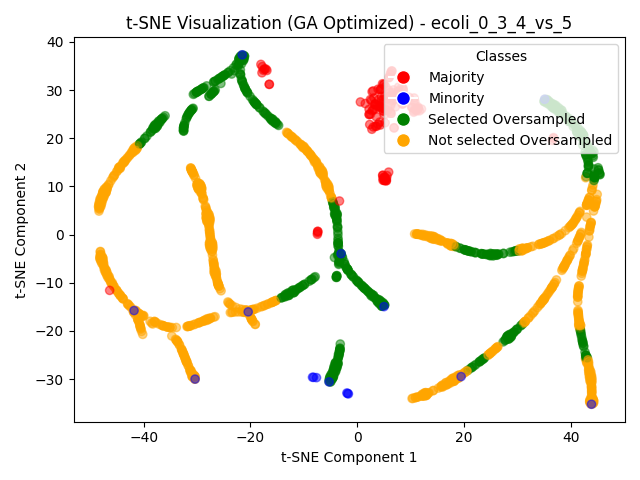 t-SNE Visualization (GA Optimized) - ecoli_0_3_4_vs_5
Classes
Majority
Minority
Selected Oversampled
Not selected Oversampled
40
30
20
10
0
−10
−20
−30
t-SNE Component 2
−40
−20
0
20
40
t-SNE Component 1